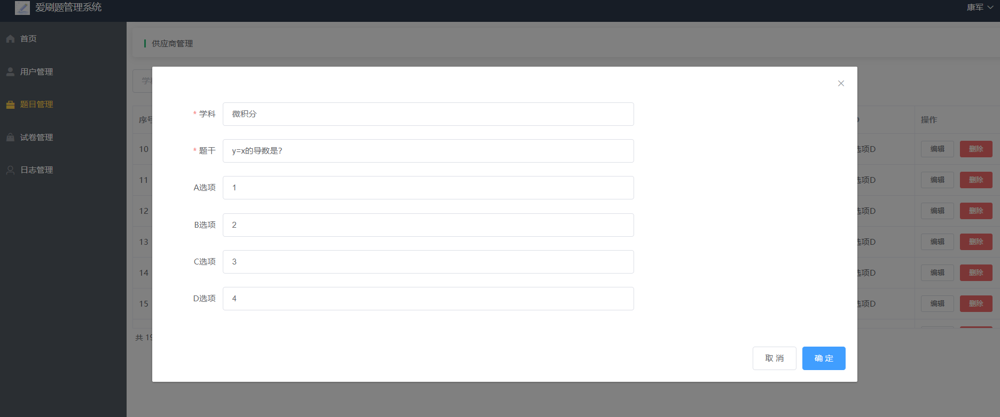 爱刷题管理系统
康军
首页
用户管理
题目管理
试卷管理
日志管理
供应商管理
* 学科 微积分
* 题干 y=x的导数是?
A选项 1
B选项 2
C选项 3
D选项 4
取 消 确 定
序号 操作
10 选项D 编辑 删除
11 选项D 编辑 删除
12 选项D 编辑 删除
13 选项D 编辑 删除
14 选项D 编辑 删除
15 选项D 编辑 删除
共 19